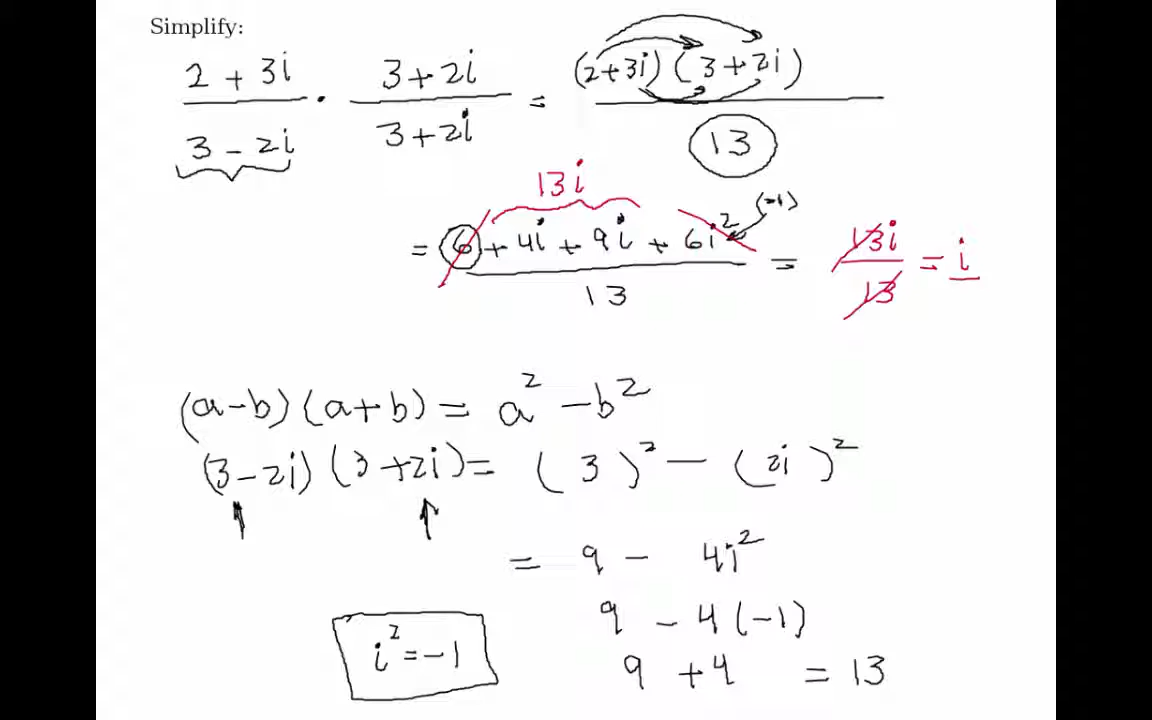 Simplify:
2 + 3i / 3 - 2i · 3 + 2i / 3 + 2i = (2 + 3i) (3 + 2i) / 13
13i
(-1)
= 6 + 4i + 9i + 6i² / 13 = 13i / 13 = i
(a - b) (a + b) = a² - b²
(3 - 2i) (3 + 2i) = (3)² - (2i)²
= 9 - 4i²
9 - 4(-1)
i² = -1
9 + 4 = 13